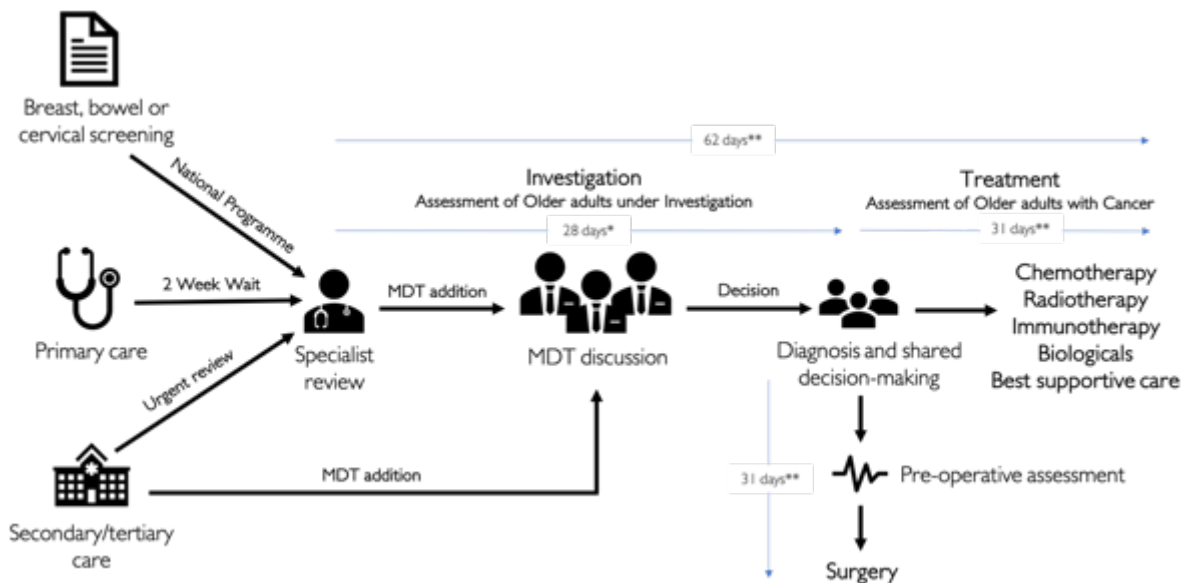 Breast, bowel or
cervical screening
National Programme
62 days**
Investigation
Assessment of Older adults under Investigation
28 days*
Treatment
Assessment of Older adults with Cancer
31 days**
2 Week Wait
Primary care
Urgent review
Specialist
review
MDT addition
MDT discussion
Decision
Diagnosis and shared
decision-making
Chemotherapy
Radiotherapy
Immunotherapy
Biologicals
Best supportive care
Secondary/tertiary
care
MDT addition
31 days**
Pre-operative assessment
Surgery